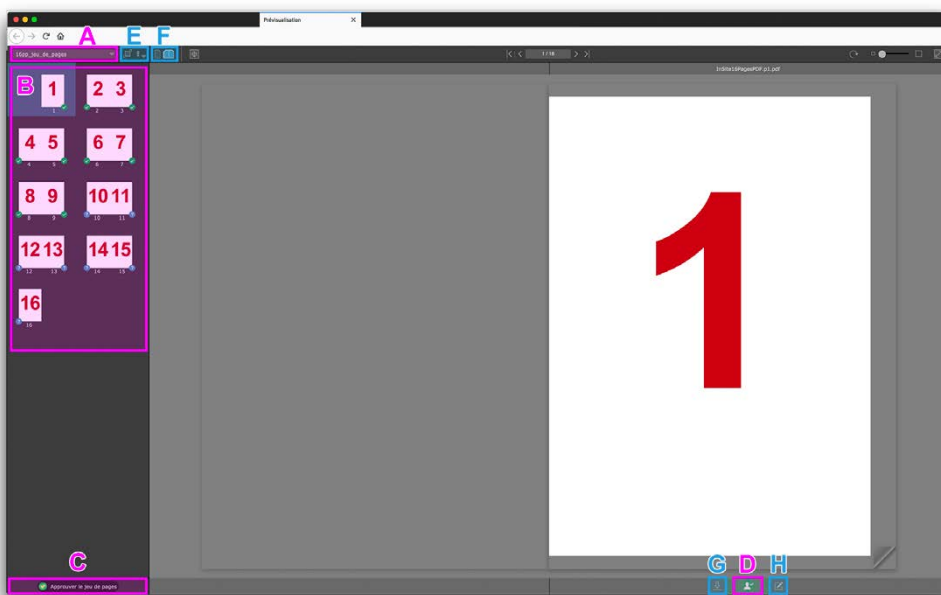 Prévisualisation
A
E
F
16pp_jeu_de_pages
1 / 16
B
1
2 3
1
2 3
4 5
6 7
4 5
6 7
8 9
10 11
8 9
10 11
12 13
14 15
12 13
14 15
16
16
1
C
Approuver le jeu de pages
G
D
H